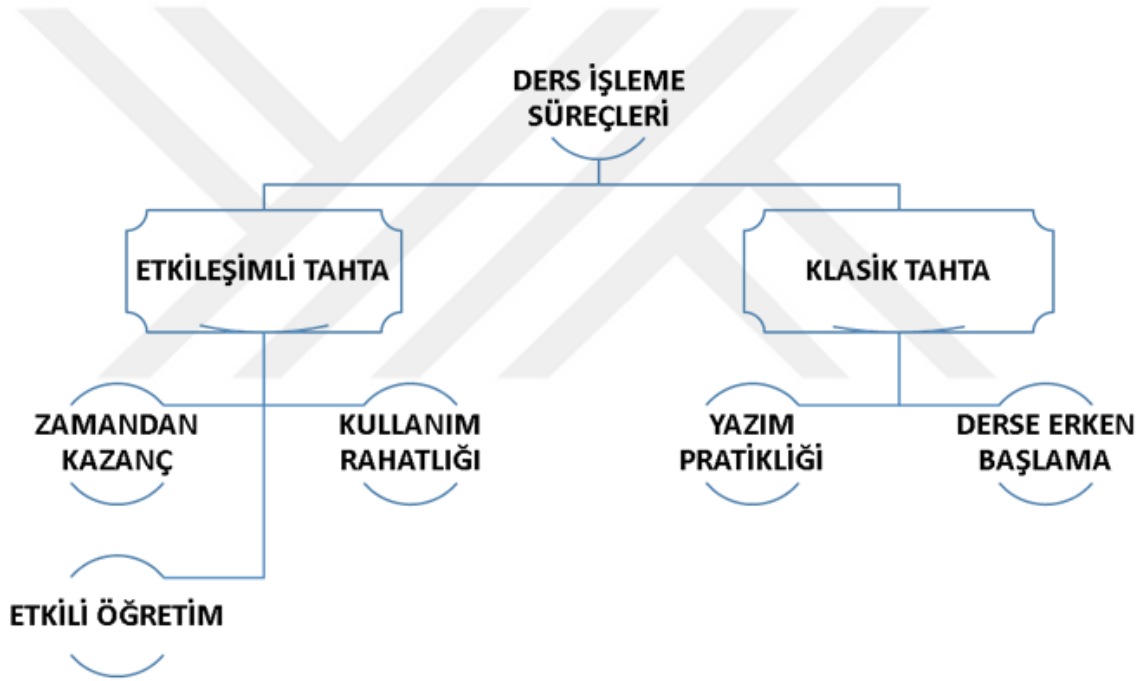 DERS İŞLEME
SÜREÇLERİ
ETKİLEŞİMLİ TAHTA
KLASİK TAHTA
ZAMANDAN
KAZANÇ
KULLANIM
RAHATLIĞI
YAZIM
PRATİKLİĞİ
DERSE ERKEN
BAŞLAMA
ETKİLİ ÖĞRETİM